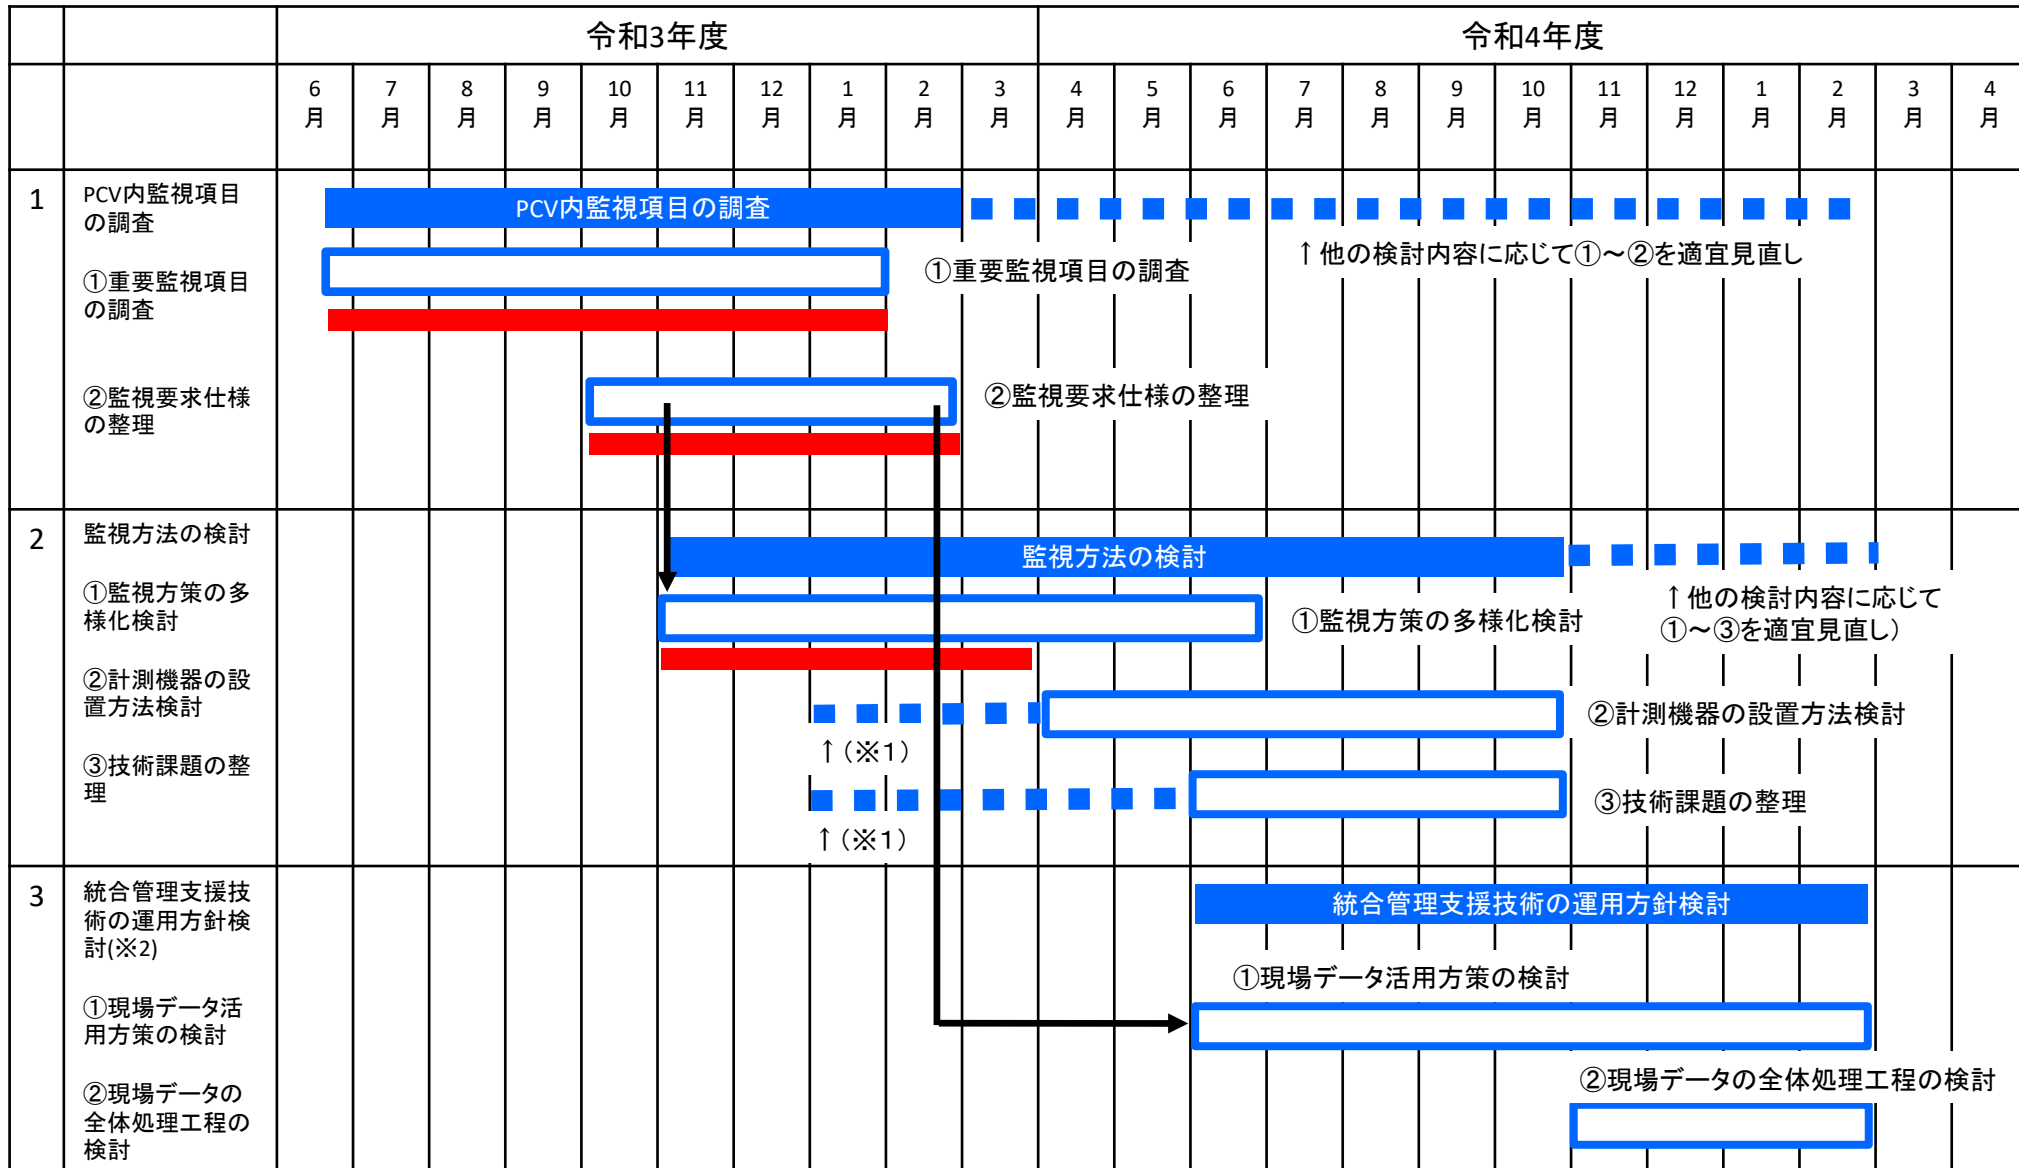 令和3年度
令和4年度
6月 7月 8月 9月 10月 11月 12月 1月 2月 3月 4月 5月 6月 7月 8月 9月 10月 11月 12月 1月 2月 3月 4月
1
PCV内監視項目
の調査
①重要監視項目
の調査
②監視要求仕様
の整理
PCV内監視項目の調査
↑他の検討内容に応じて①～②を適宜見直し
①重要監視項目の調査
②監視要求仕様の整理
2
監視方法の検討
①監視方策の多
様化検討
②計測機器の設
置方法検討
③技術課題の整
理
監視方法の検討
↑他の検討内容に応じて
①～③を適宜見直し）
①監視方策の多様化検討
②計測機器の設置方法検討
↑（※１）
③技術課題の整理
↑（※１）
3
統合管理支援技
術の運用方針検
討(※2)
①現場データ活
用方策の検討
②現場データの
全体処理工程の
検討
統合管理支援技術の運用方針検討
①現場データ活用方策の検討
②現場データの全体処理工程の検討